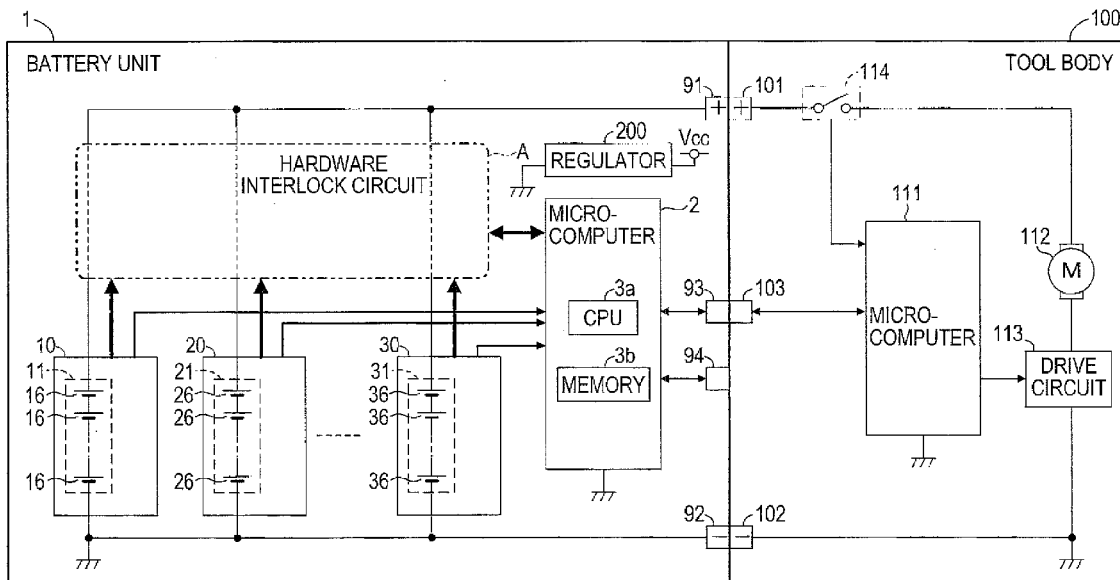 1
100
BATTERY UNIT
TOOL BODY
91
101
114
+
+
200
VCC
HARDWARE
INTERLOCK CIRCUIT
A
REGULATOR
2
MICRO-
COMPUTER
111
112
M
3a
CPU
93
103
MICRO-
COMPUTER
10
20
30
3b
MEMORY
94
113
DRIVE
CIRCUIT
11
21
31
16
26
36
16
26
36
16
26
36
92
102
−
−